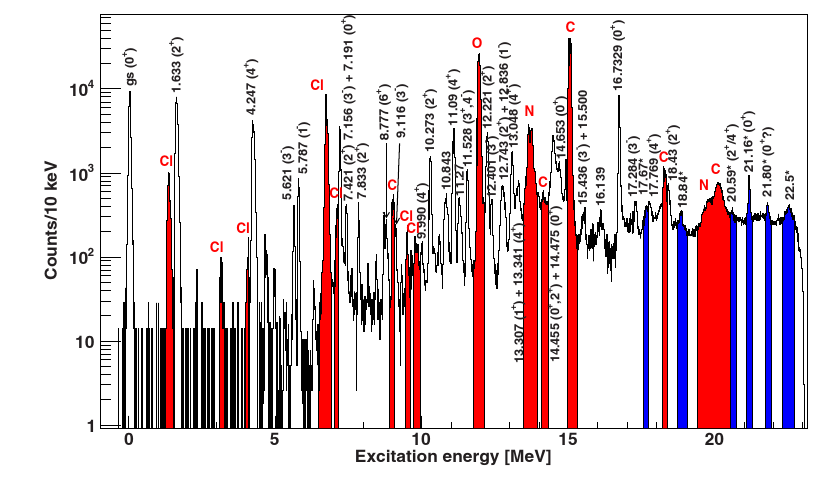 Counts/10 keV
10⁴
10³
10²
10
1
gs (0⁺)
Cl
1.633 (2⁺)
Cl
Cl
4.247 (4⁺)
5.621 (3⁻)
5.787 (1)
Cl
Cl
7.156 (3⁻) + 7.191 (0⁺)
7.421 (2⁺)
7.833 (2⁺)
8.777 (6⁺)
9.116 (3⁻)
C
Cl
C
9.990 (4⁺)
10.273 (2⁺)
10.843
11.09 (4⁺)
11.27
11.528 (3⁺,4⁺)
O
12.221 (2⁺)
12.401 (3⁻)
12.743 (2⁺) + 12.836 (1)
13.048 (4⁺)
13.307 (1⁺) + 13.341 (4⁺)
N
C
14.455 (0⁺,2⁺) + 14.475 (0⁺)
14.653 (0⁺)
C
15.436 (3⁻) + 15.500
16.139
16.7329 (0⁺)
17.284 (3⁻)
17.67*
17.769 (4⁺)
C
18.43 (2⁺)
18.84*
N
C
20.59* (2⁺/4⁺)
21.16* (0⁺)
21.80* (0⁺?)
22.5*
0 5 10 15 20
Excitation energy [MeV]